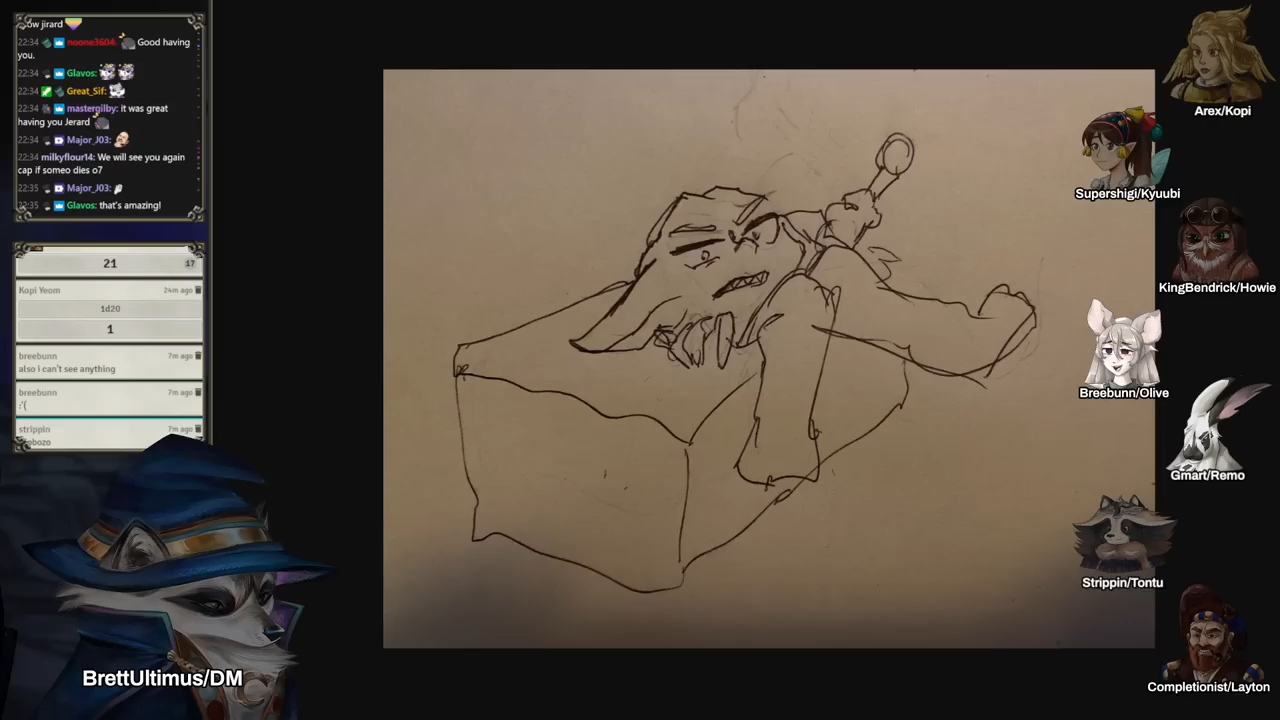 ow jirard
22:34 noone3604: Good having
you.
22:34 Glavos:
22:34 Great_Sif:
22:34 mastergilby: it was great
having you Jerard
22:34 Major_J03:
22:34 milkyflour14: We will see you again
cap if someo dies o7
22:35 Major_J03:
22:35 Glavos: that's amazing!
21
17
Kopi Yeom 24m ago
1d20
1
breebunn 7m ago
also i can't see anything
breebunn 7m ago
:'(
strippin 7m ago
bozo
BrettUltimus/DM
Arex/Kopi
Supershigi/Kyuubi
KingBendrick/Howie
Breebunn/Olive
Gmart/Remo
Strippin/Tontu
Completionist/Layton